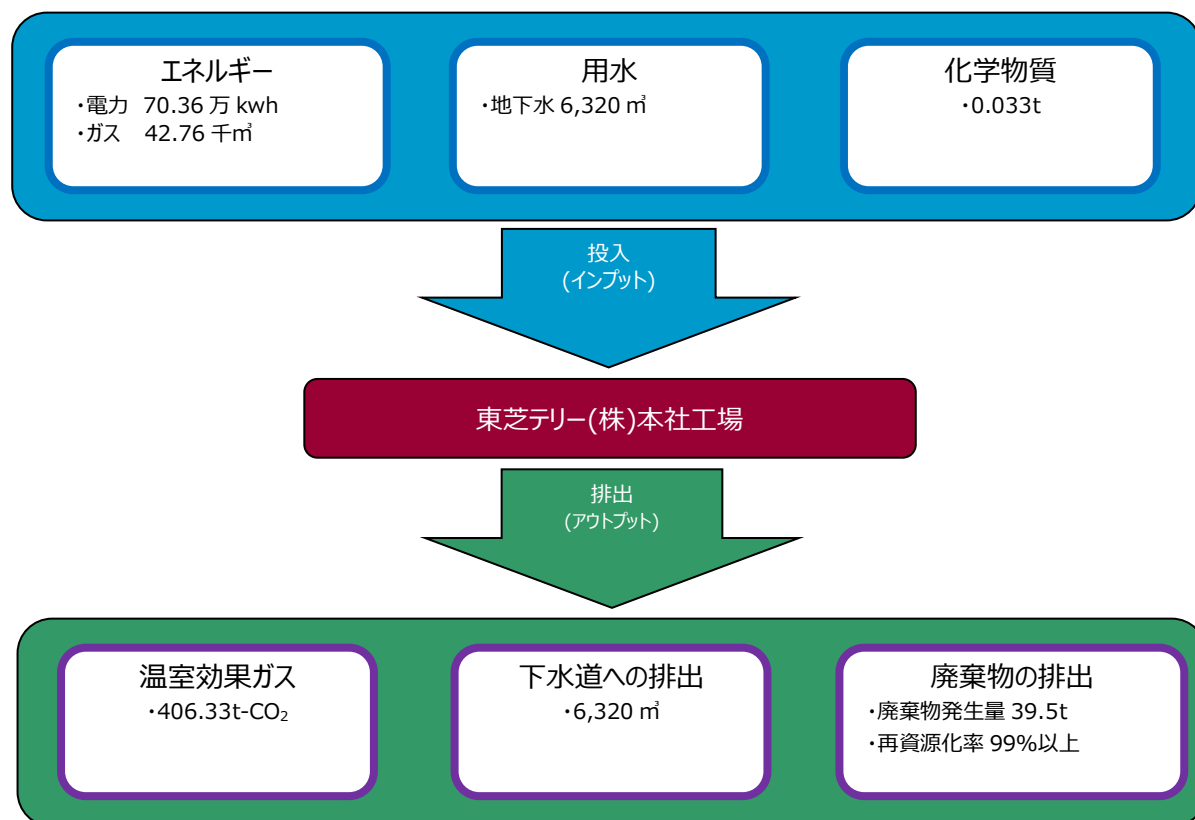 エネルギー
・電力 70.36 万 kwh
・ガス 42.76 千㎥
用水
・地下水 6,320 ㎥
化学物質
・0.033t
投入
(インプット)
東芝テリー(株)本社工場
排出
(アウトプット)
温室効果ガス
・406.33t-CO₂
下水道への排出
・6,320 ㎥
廃棄物の排出
・廃棄物発生量 39.5t
・再資源化率 99%以上